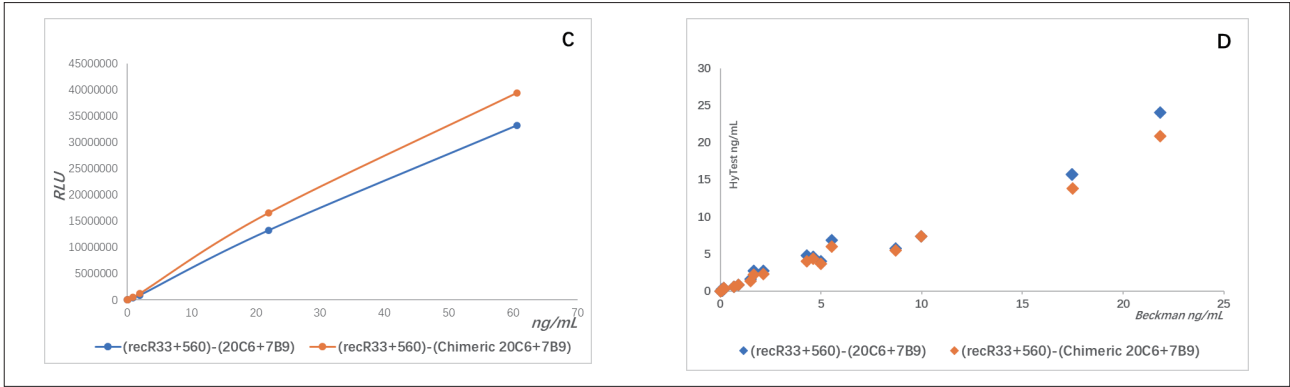 C
45000000
40000000
35000000
30000000
25000000
20000000
15000000
10000000
5000000
0
RLU
0 10 20 30 40 50 60 70
ng/mL
(recR33+560)-(20C6+7B9) (recR33+560)-(Chimeric 20C6+7B9)
D
30
25
20
15
10
5
0
HyTest ng/mL
0 5 10 15 20 25
Beckman ng/mL
(recR33+560)-(20C6+7B9) (recR33+560)-(Chimeric 20C6+7B9)